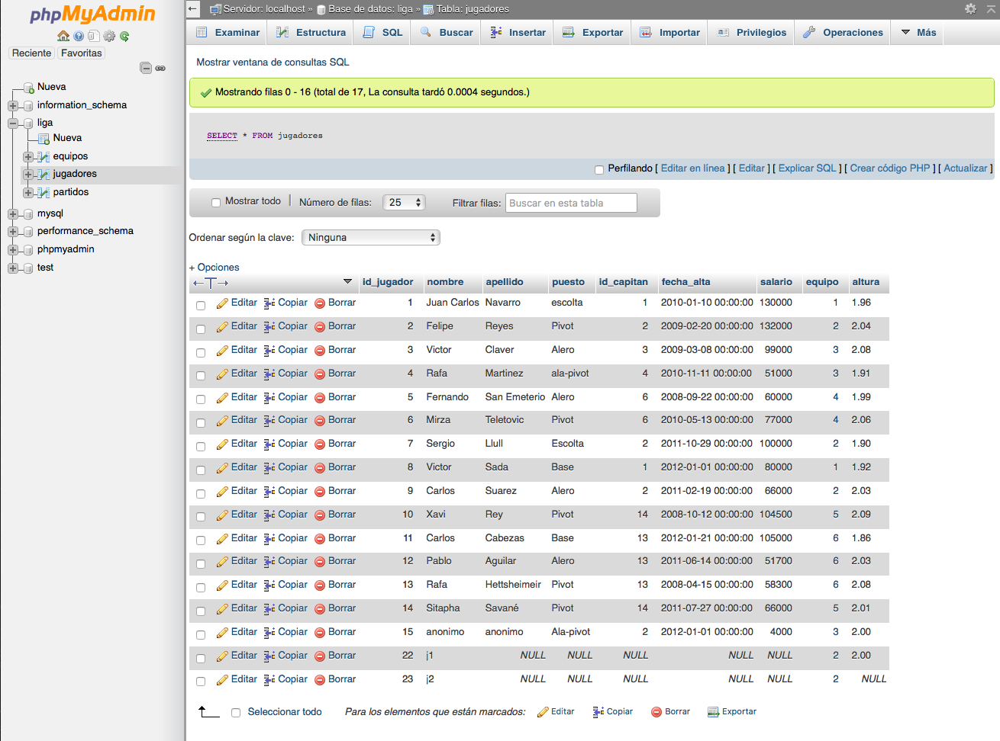 phpMyAdmin
Reciente Favoritas
Nueva
information_schema
liga
Nueva
equipos
jugadores
partidos
mysql
performance_schema
phpmyadmin
test
Servidor: localhost » Base de datos: liga » Tabla: jugadores
Examinar Estructura SQL Buscar Insertar Exportar Importar Privilegios Operaciones Más
Mostrar ventana de consultas SQL
Mostrando filas 0 - 16 (total de 17, La consulta tardó 0.0004 segundos.)
SELECT * FROM jugadores
Perfilando [ Editar en línea ] [ Editar ] [ Explicar SQL ] [ Crear código PHP ] [ Actualizar ]
Mostrar todo | Número de filas: 25 Filtrar filas: Buscar en esta tabla
Ordenar según la clave: Ninguna
+ Opciones
←T→ id_jugador nombre apellido puesto id_capitan fecha_alta salario equipo altura
Editar Copiar Borrar 1 Juan Carlos Navarro escolta 1 2010-01-10 00:00:00 130000 1 1.96
Editar Copiar Borrar 2 Felipe Reyes Pivot 2 2009-02-20 00:00:00 132000 2 2.04
Editar Copiar Borrar 3 Victor Claver Alero 3 2009-03-08 00:00:00 99000 3 2.08
Editar Copiar Borrar 4 Rafa Martinez ala-pivot 4 2010-11-11 00:00:00 51000 3 1.91
Editar Copiar Borrar 5 Fernando San Emeterio Alero 6 2008-09-22 00:00:00 60000 4 1.99
Editar Copiar Borrar 6 Mirza Teletovic Pivot 6 2010-05-13 00:00:00 77000 4 2.06
Editar Copiar Borrar 7 Sergio Llull Escolta 2 2011-10-29 00:00:00 100000 2 1.90
Editar Copiar Borrar 8 Victor Sada Base 1 2012-01-01 00:00:00 80000 1 1.92
Editar Copiar Borrar 9 Carlos Suarez Alero 2 2011-02-19 00:00:00 66000 2 2.03
Editar Copiar Borrar 10 Xavi Rey Pivot 14 2008-10-12 00:00:00 104500 5 2.09
Editar Copiar Borrar 11 Carlos Cabezas Base 13 2012-01-21 00:00:00 105000 6 1.86
Editar Copiar Borrar 12 Pablo Aguilar Alero 13 2011-06-14 00:00:00 51700 6 2.03
Editar Copiar Borrar 13 Rafa Hettsheimeir Pivot 13 2008-04-15 00:00:00 58300 6 2.08
Editar Copiar Borrar 14 Sitapha Savané Pivot 14 2011-07-27 00:00:00 66000 5 2.01
Editar Copiar Borrar 15 anonimo anonimo Ala-pivot 2 2012-01-01 00:00:00 4000 3 2.00
Editar Copiar Borrar 22 j1 NULL NULL NULL NULL NULL 2 2.00
Editar Copiar Borrar 23 j2 NULL NULL NULL NULL NULL 2 NULL
Seleccionar todo Para los elementos que están marcados: Editar Copiar Borrar Exportar